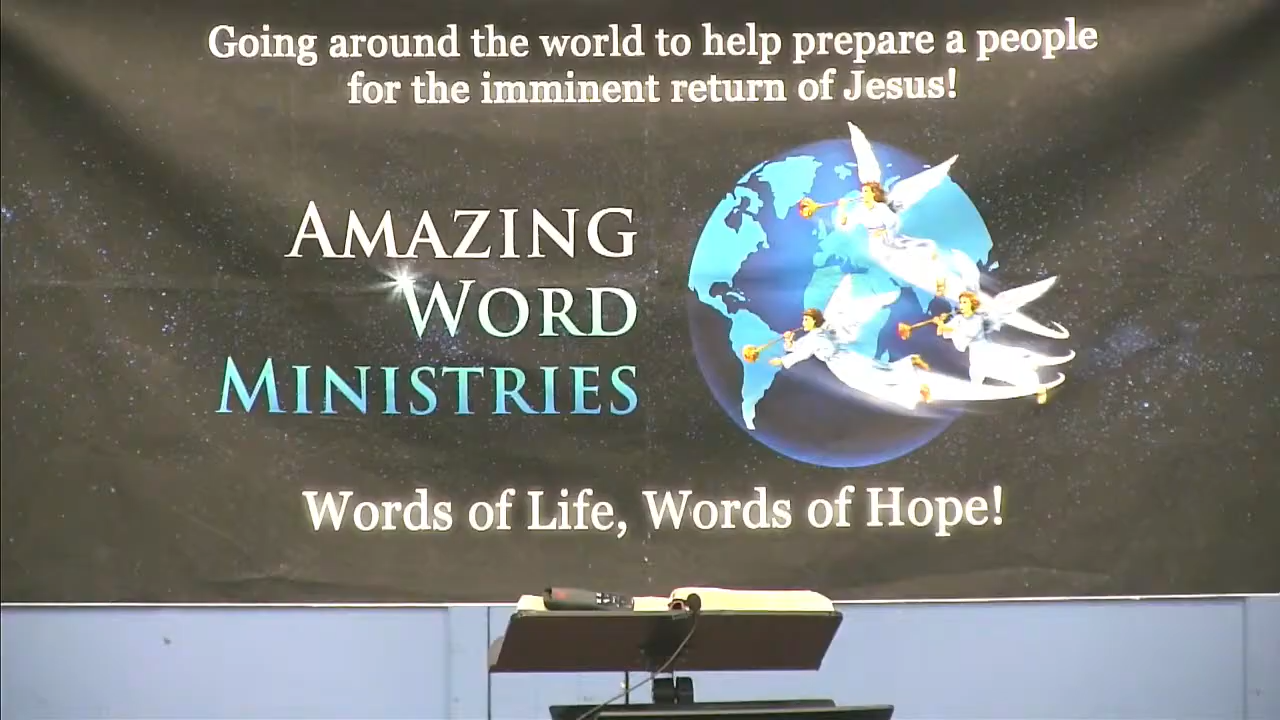 Going around the world to help prepare a people
for the imminent return of Jesus!
AMAZING
WORD
MINISTRIES
Words of Life, Words of Hope!